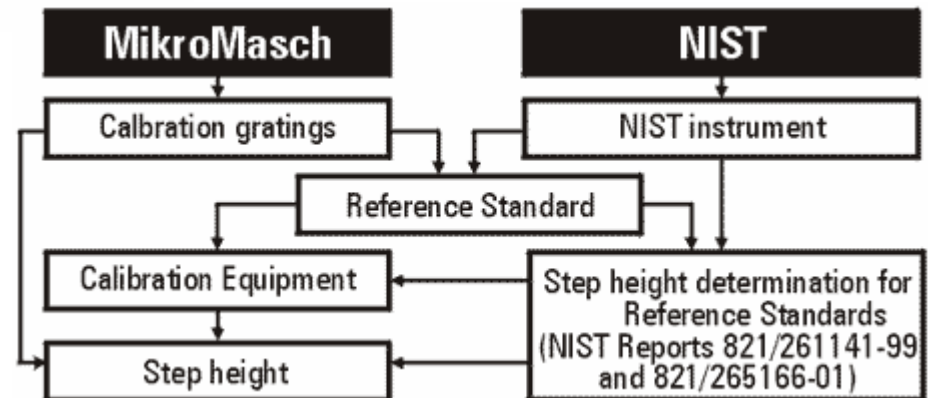 MikroMasch
NIST
Calbration gratings
NIST instrument
Reference Standard
Calibration Equipment
Step height determination for
Reference Standards
(NIST Reports 821/261141-99
and 821/265166-01)
Step height